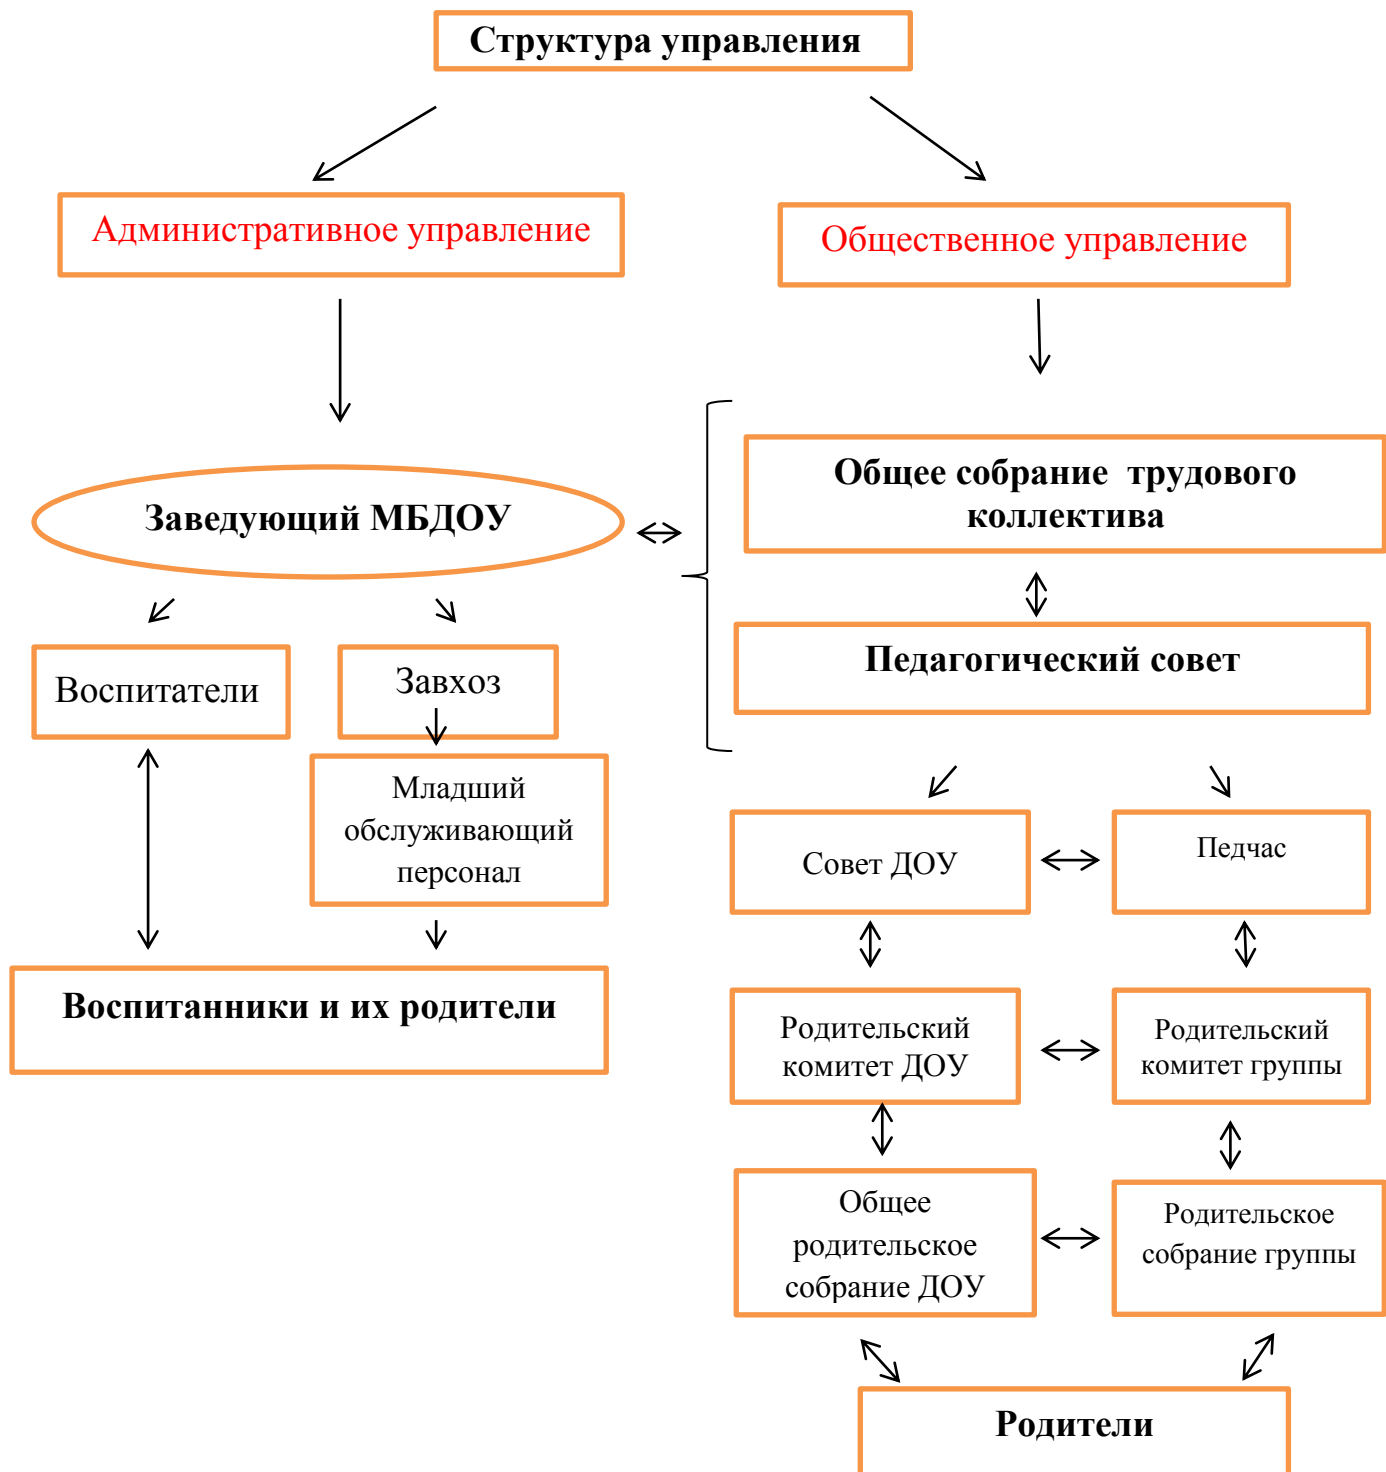 Структура управления
Административное управление
Общественное управление
Заведующий МБДОУ
Общее собрание трудового
коллектива
Педагогический совет
Воспитатели
Завхоз
Младший
обслуживающий
персонал
Воспитанники и их родители
Совет ДОУ
Педчас
Родительский
комитет ДОУ
Родительский
комитет группы
Общее
родительское
собрание ДОУ
Родительское
собрание группы
Родители